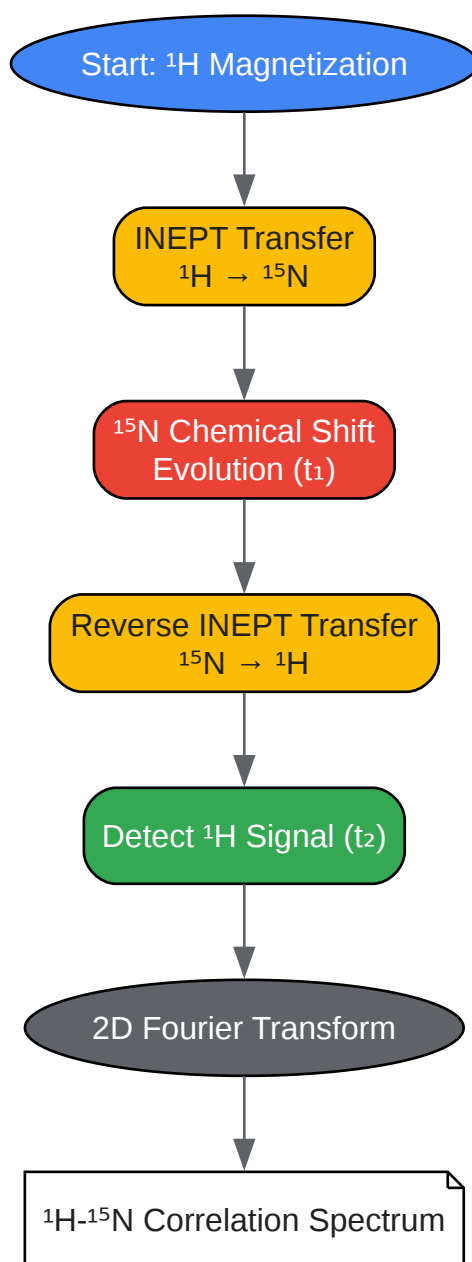 Start: ¹H Magnetization
INEPT Transfer
¹H → ¹⁵N
¹⁵N Chemical Shift
Evolution (t₁)
Reverse INEPT Transfer
¹⁵N → ¹H
Detect ¹H Signal (t₂)
2D Fourier Transform
¹H-¹⁵N Correlation Spectrum